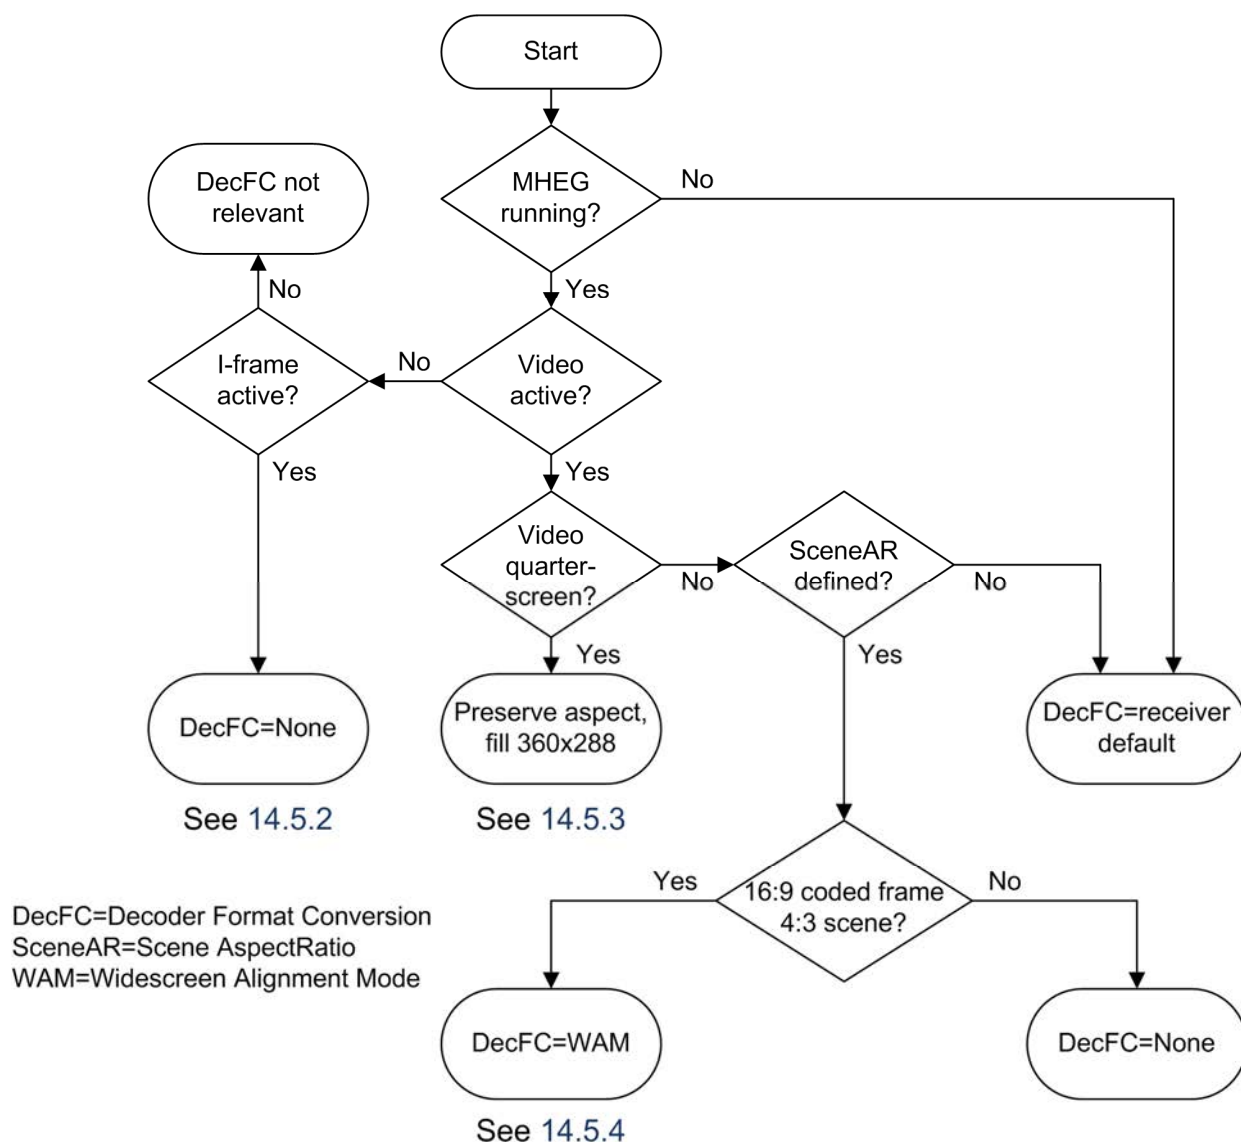 Start
MHEG
running?
No
Yes
DecFC not
relevant
No
I-frame
active?
No
Video
active?
Yes
Yes
Video
quarter-
screen?
No
SceneAR
defined?
No
Yes
Yes
DecFC=None
Preserve aspect,
fill 360x288
DecFC=receiver
default
See 14.5.2
See 14.5.3
Yes
16:9 coded frame
4:3 scene?
No
DecFC=Decoder Format Conversion
SceneAR=Scene AspectRatio
WAM=Widescreen Alignment Mode
DecFC=WAM
DecFC=None
See 14.5.4